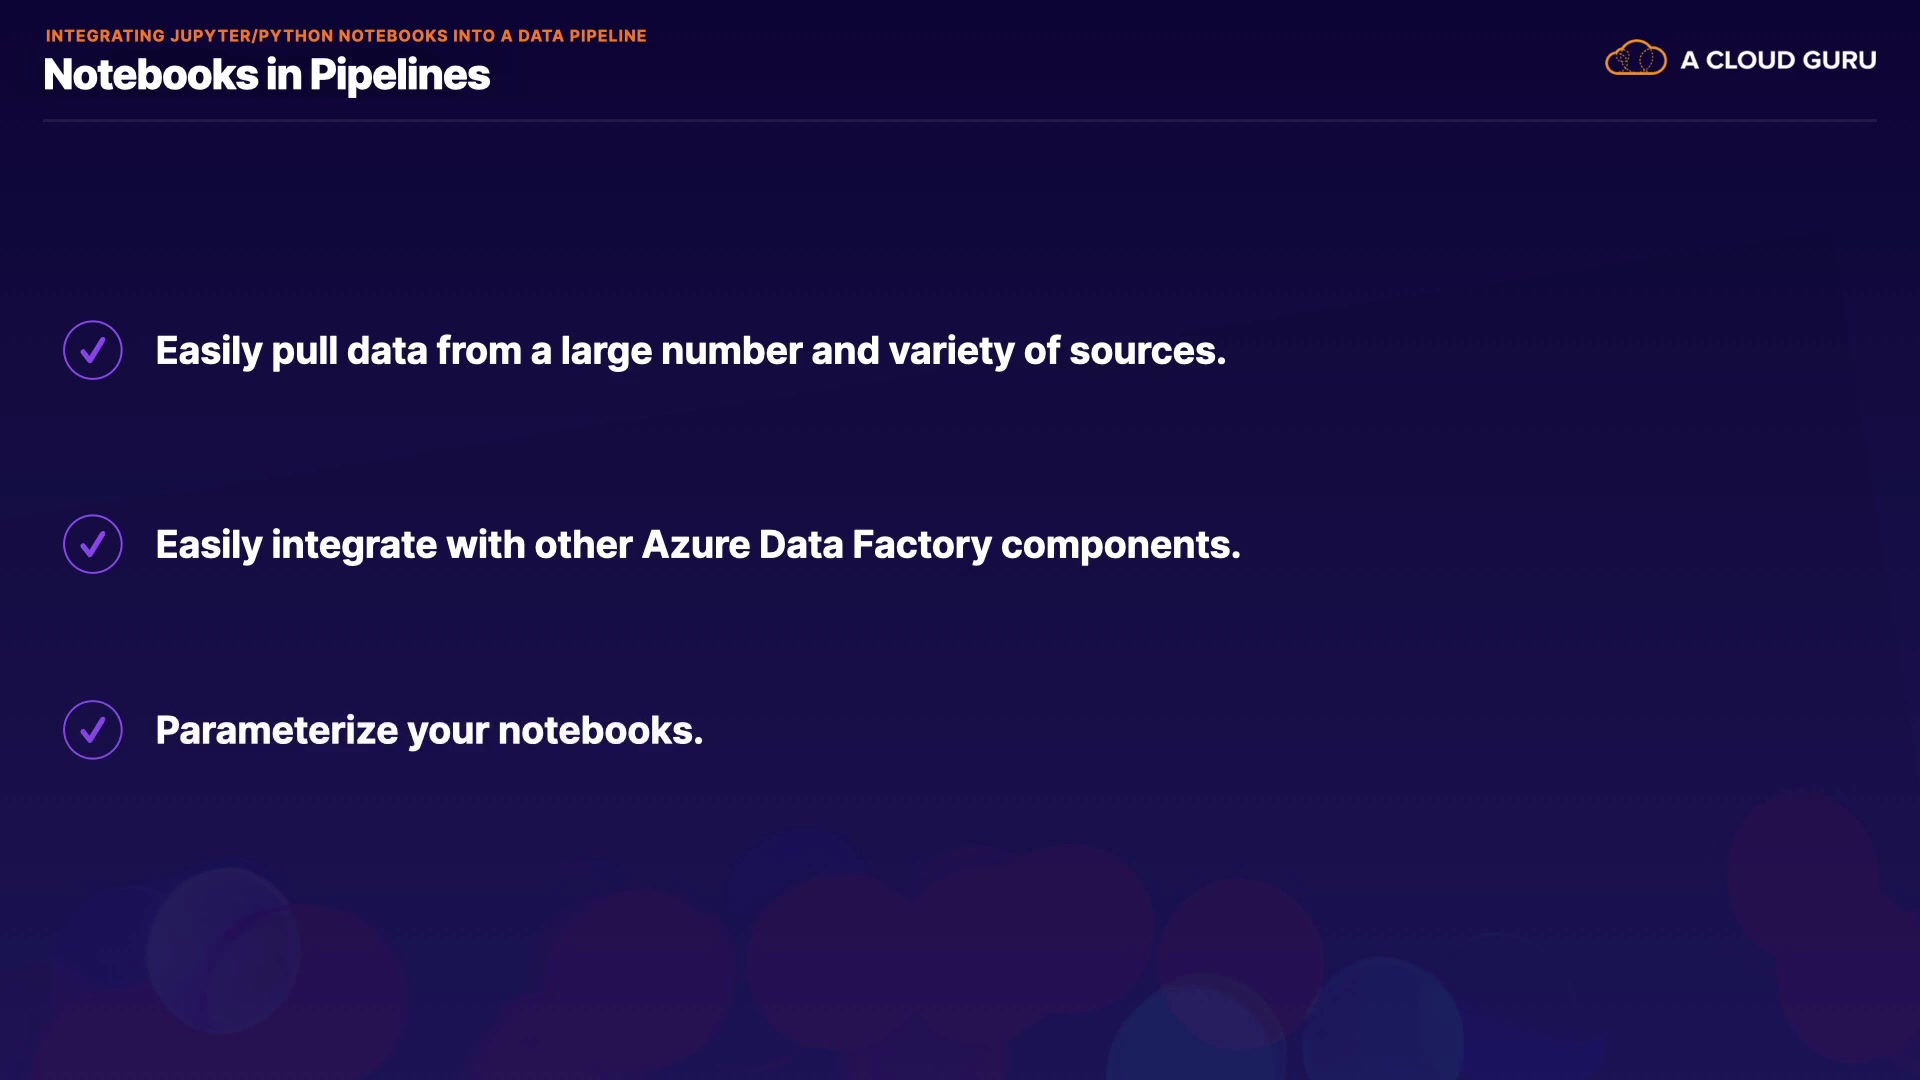 INTEGRATING JUPYTER/PYTHON NOTEBOOKS INTO A DATA PIPELINE
Notebooks in Pipelines
A CLOUD GURU
Easily pull data from a large number and variety of sources.
Easily integrate with other Azure Data Factory components.
Parameterize your notebooks.